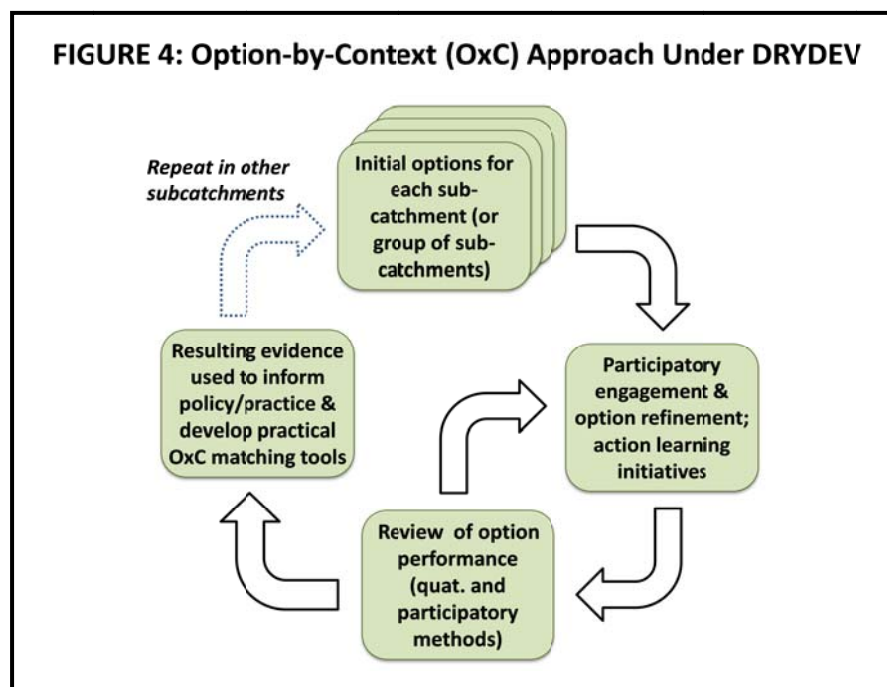 FIGURE 4: Option-by-Context (OxC) Approach Under DRYDEV
Repeat in other
subcatchments
Initial options for
each sub-
catchment (or
group of sub-
catchments)
Resulting evidence
used to inform
policy/practice &
develop practical
OxC matching tools
Participatory
engagement &
option refinement;
action learning
initiatives
Review of option
performance
(quat. and
participatory
methods)